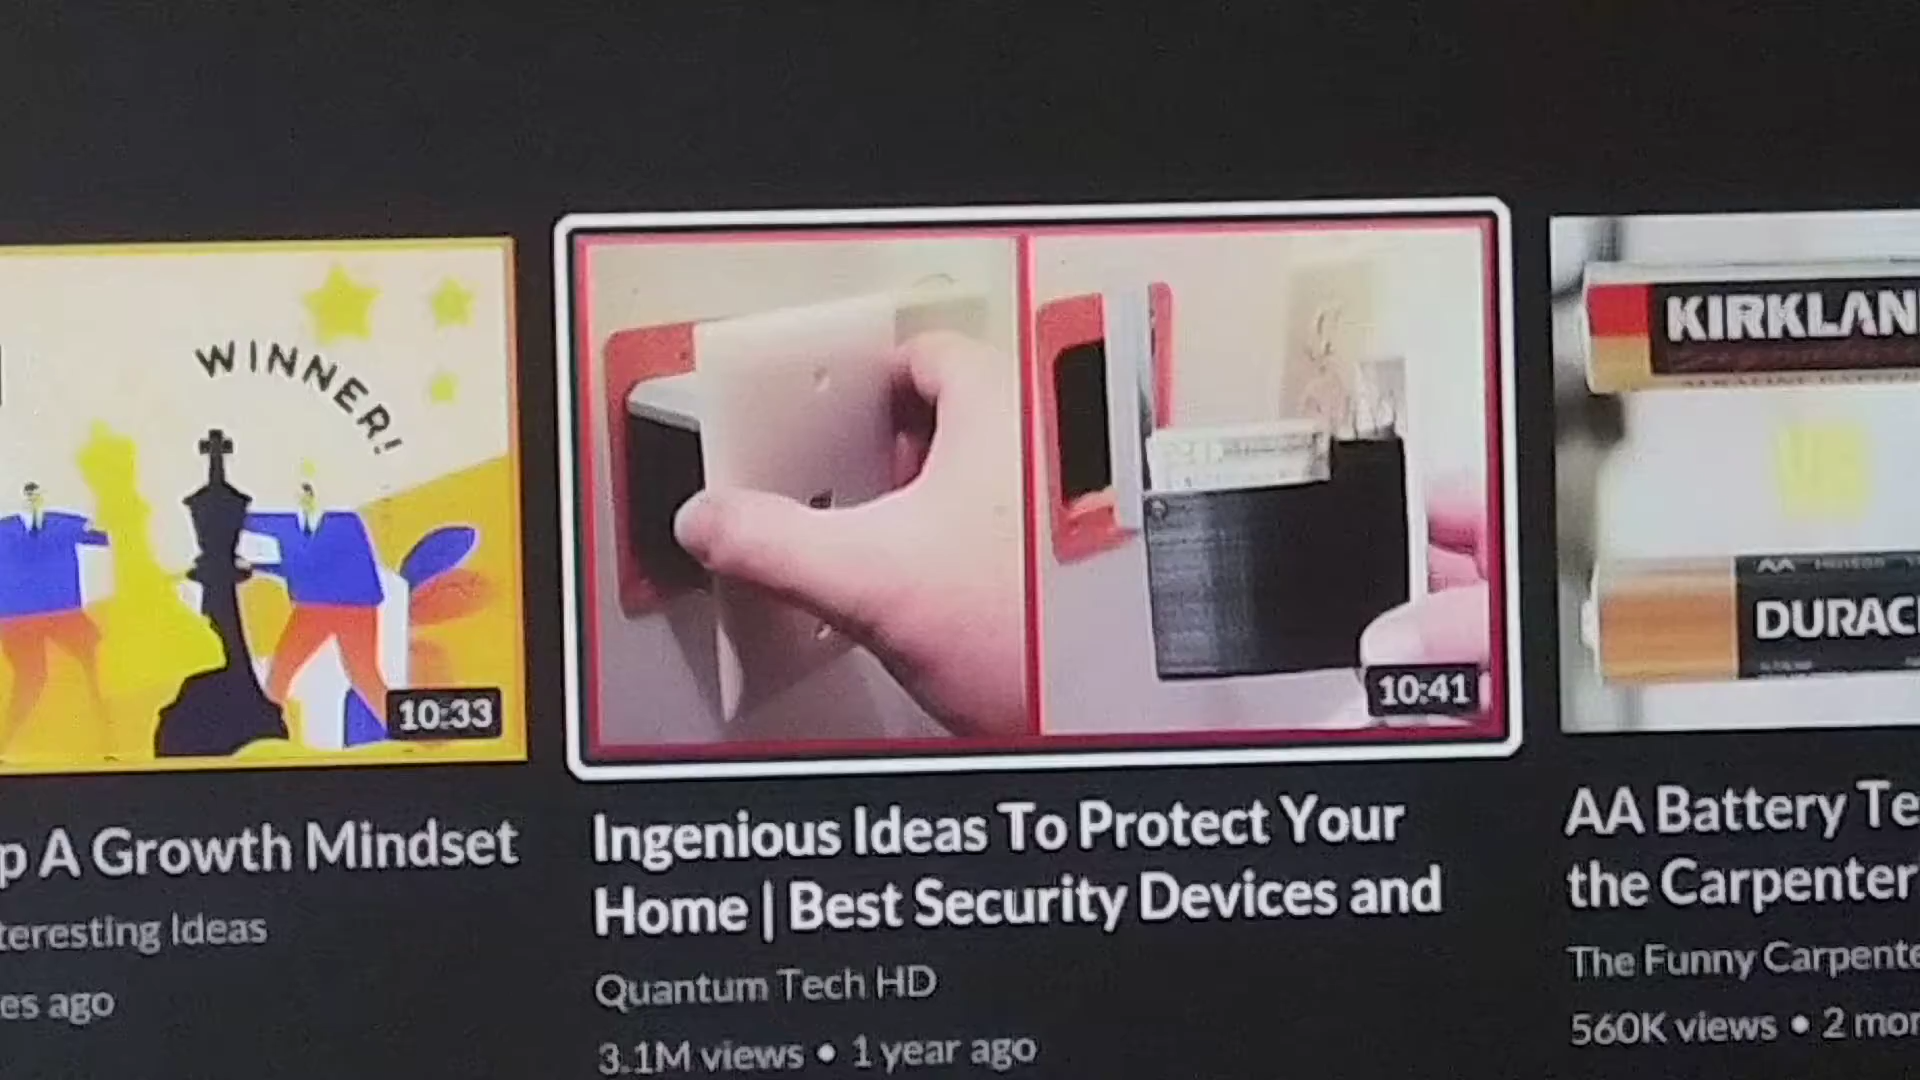 WINNER!
10:33
p A Growth Mindset
teresting Ideas
es ago
10:41
Ingenious Ideas To Protect Your
Home | Best Security Devices and
Quantum Tech HD
3.1M views • 1 year ago
KIRKLAN
AA
DURAC
AA Battery Te
the Carpenter
The Funny Carpente
560K views • 2 mon